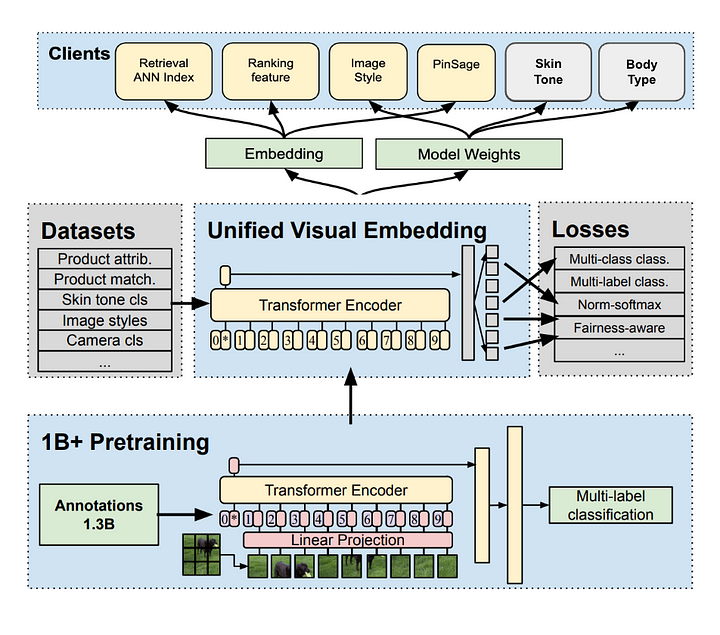 Clients
Retrieval
ANN Index
Ranking
feature
Image
Style
PinSage
Skin
Tone
Body
Type
Embedding
Model Weights
Datasets
Product attrib.
Product match.
Skin tone cls
Image styles
Camera cls
...
Unified Visual Embedding
Transformer Encoder
0 * 1 2 3 4 5 6 7 8 9
Losses
Multi-class class.
Multi-label class.
Norm-softmax
Fairness-aware
...
1B+ Pretraining
Annotations
1.3B
Transformer Encoder
0 * 1 2 3 4 5 6 7 8 9
Linear Projection
Multi-label
classification